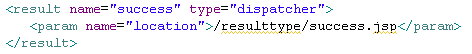 <result name="success" type="dispatcher">
<param name="location">/resulttype/success.jsp</param>
</result>